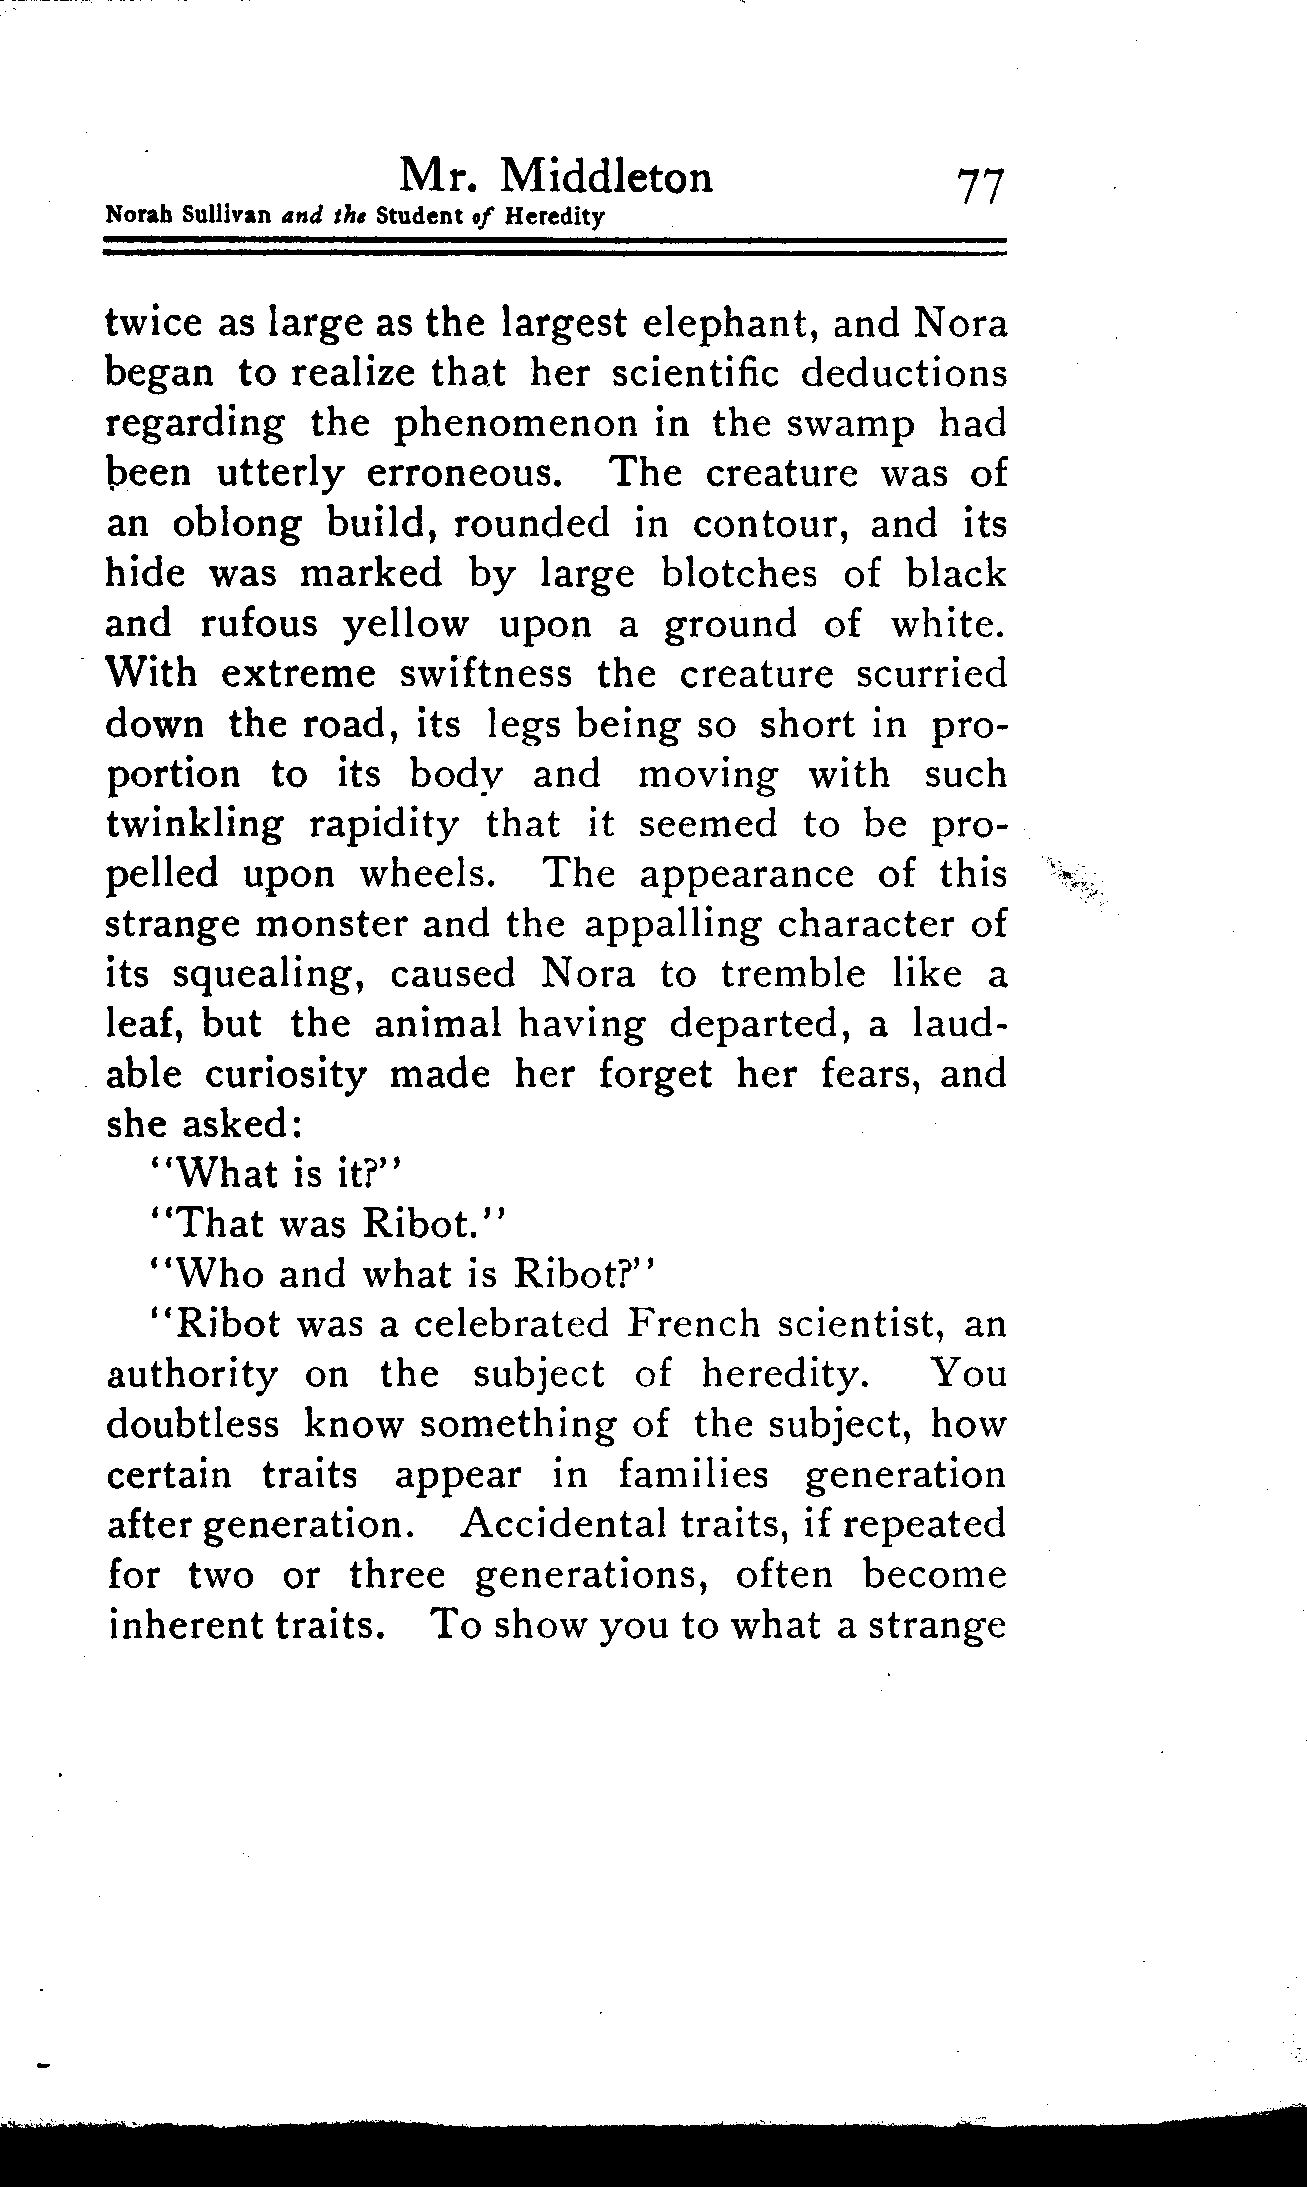 Mr. Middleton 77
Norah Sullivan and the Student of Heredity
twice as large as the largest elephant, and Nora
began to realize that her scientific deductions
regarding the phenomenon in the swamp had
been utterly erroneous. The creature was of
an oblong build, rounded in contour, and its
hide was marked by large blotches of black
and rufous yellow upon a ground of white.
With extreme swiftness the creature scurried
down the road, its legs being so short in pro-
portion to its body and moving with such
twinkling rapidity that it seemed to be pro-
pelled upon wheels. The appearance of this
strange monster and the appalling character of
its squealing, caused Nora to tremble like a
leaf, but the animal having departed, a laud-
able curiosity made her forget her fears, and
she asked:
"What is it?"
"That was Ribot."
"Who and what is Ribot?"
"Ribot was a celebrated French scientist, an
authority on the subject of heredity. You
doubtless know something of the subject, how
certain traits appear in families generation
after generation. Accidental traits, if repeated
for two or three generations, often become
inherent traits. To show you to what a strange